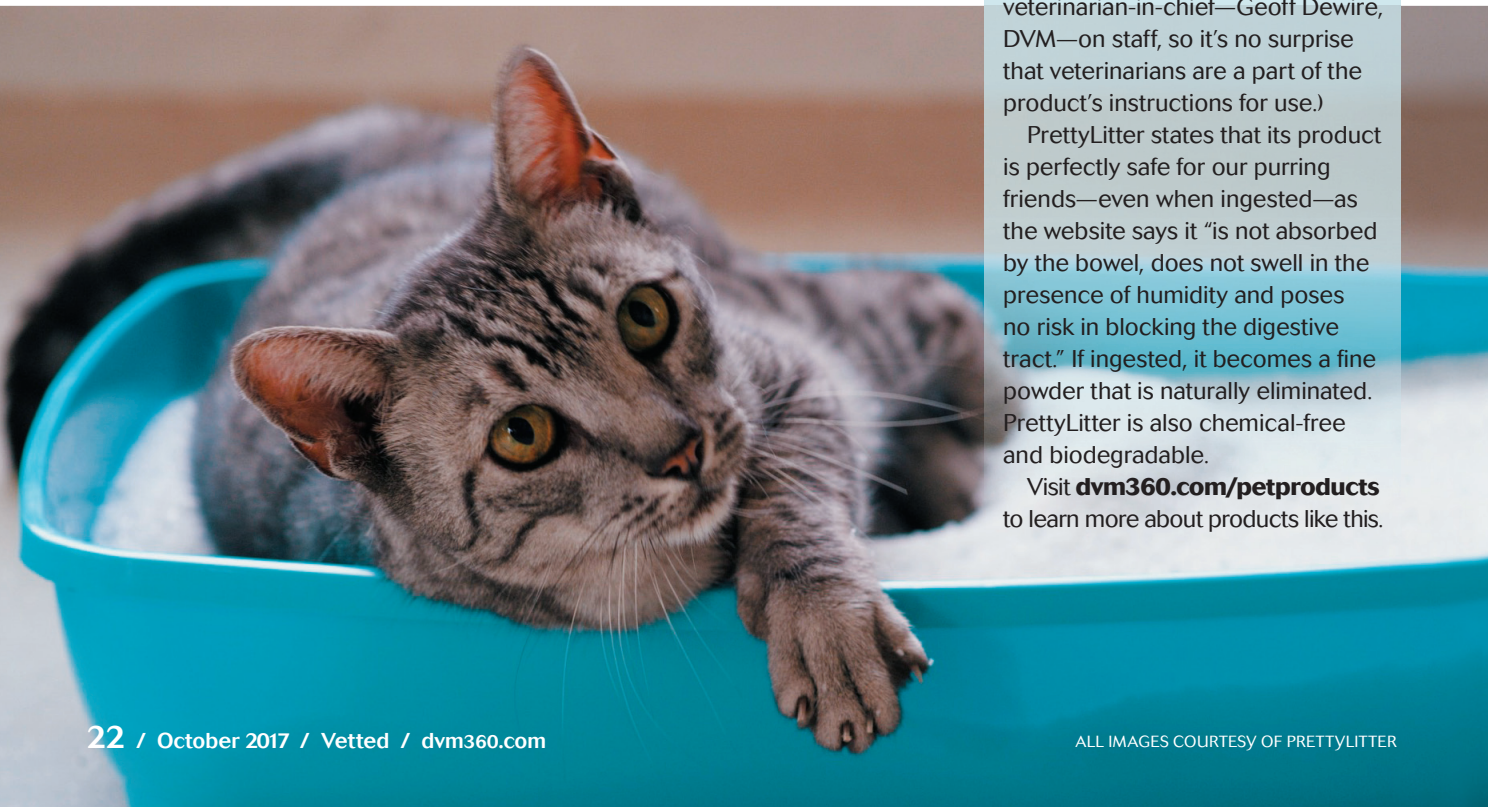 veterinarian-in-chief—Geoff Dewire,
DVM—on staff, so it's no surprise
that veterinarians are a part of the
product's instructions for use.)
PrettyLitter states that its product
is perfectly safe for our purring
friends—even when ingested—as
the website says it “is not absorbed
by the bowel, does not swell in the
presence of humidity and poses
no risk in blocking the digestive
tract.” If ingested, it becomes a fine
powder that is naturally eliminated.
PrettyLitter is also chemical-free
and biodegradable.
Visit dvm360.com/petproducts
to learn more about products like this.
22 / October 2017 / Vetted / dvm360.com
ALL IMAGES COURTESY OF PRETTYLITTER